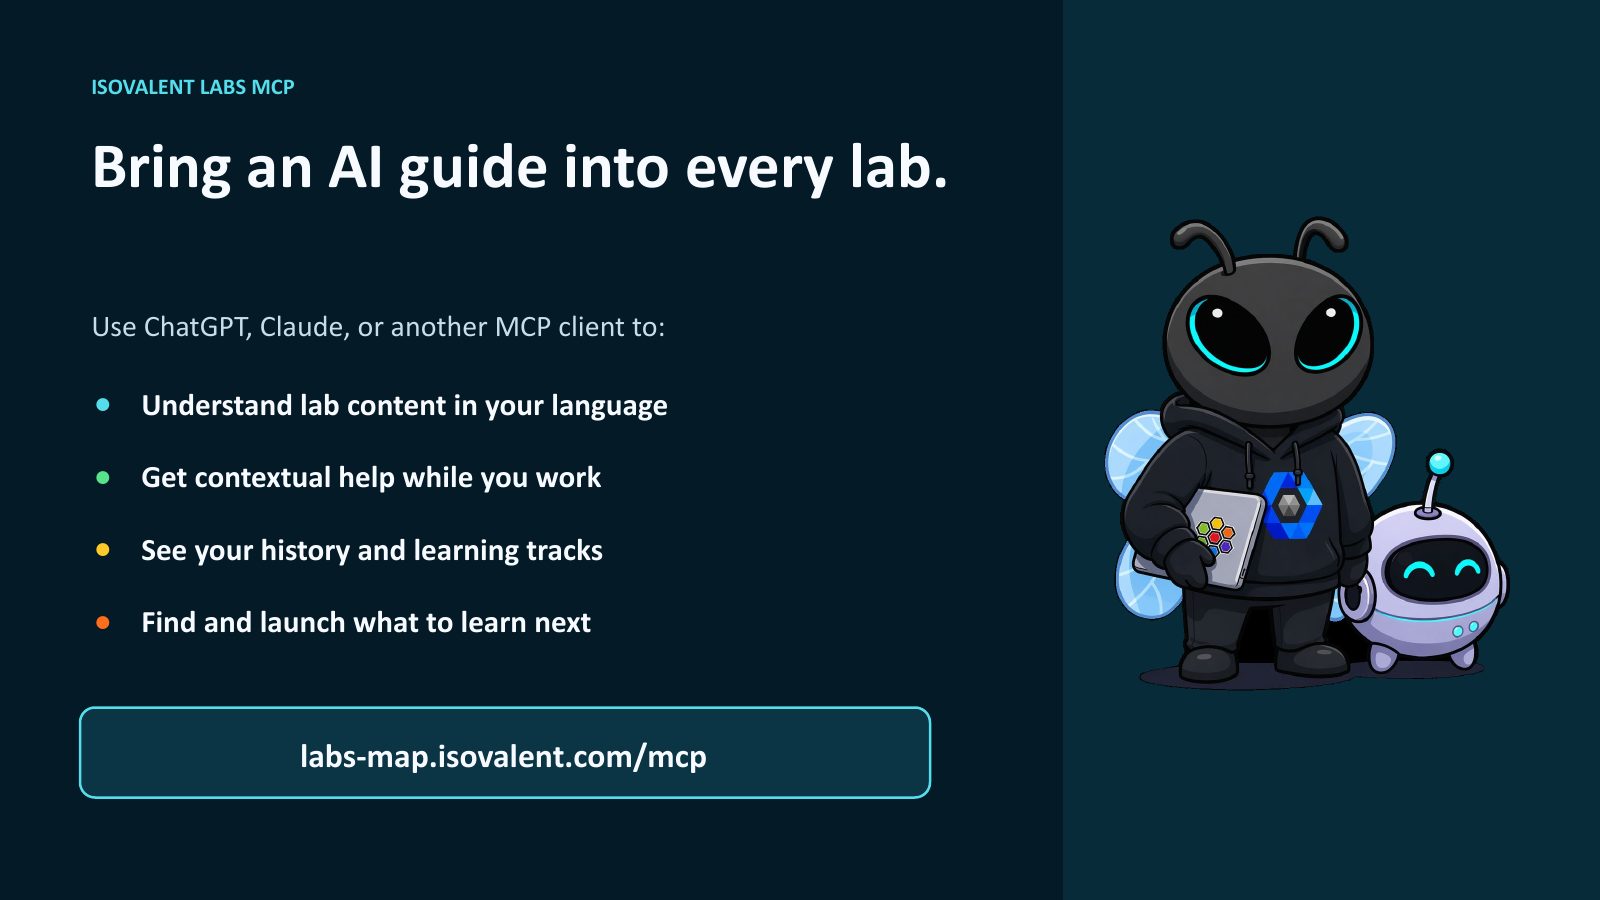 ISOVALENT LABS MCP
Bring an AI guide into every lab.
Use ChatGPT, Claude, or another MCP client to:
Understand lab content in your language
Get contextual help while you work
See your history and learning tracks
Find and launch what to learn next
labs-map.isovalent.com/mcp